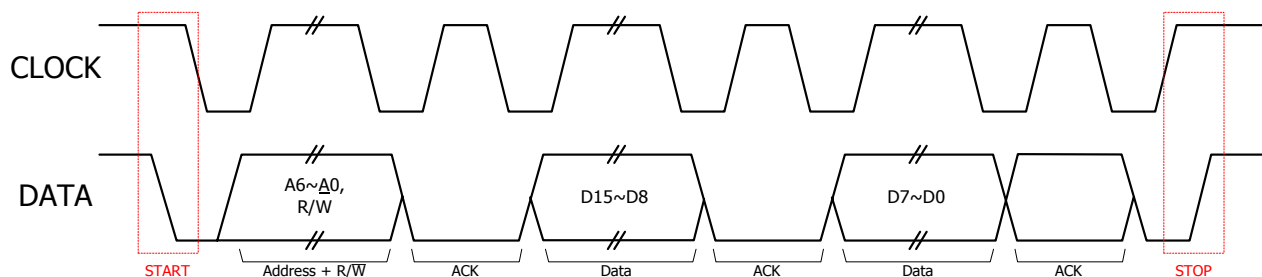 CLOCK
DATA
A6~A0,
R/W
D15~D8
D7~D0
START
Address + R/W̅
ACK
Data
ACK
Data
ACK
STOP